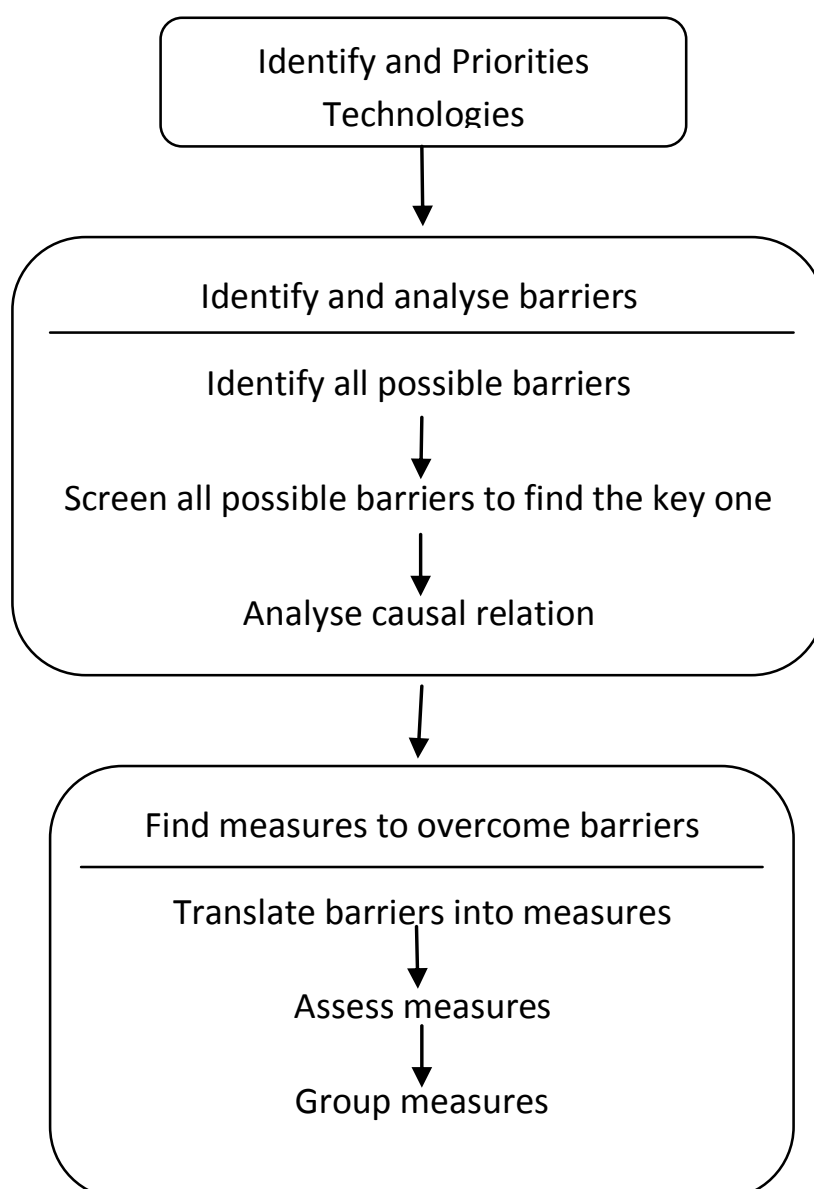 Identify and Priorities
Technologies
Identify and analyse barriers
Identify all possible barriers
Screen all possible barriers to find the key one
Analyse causal relation
Find measures to overcome barriers
Translate barriers into measures
Assess measures
Group measures